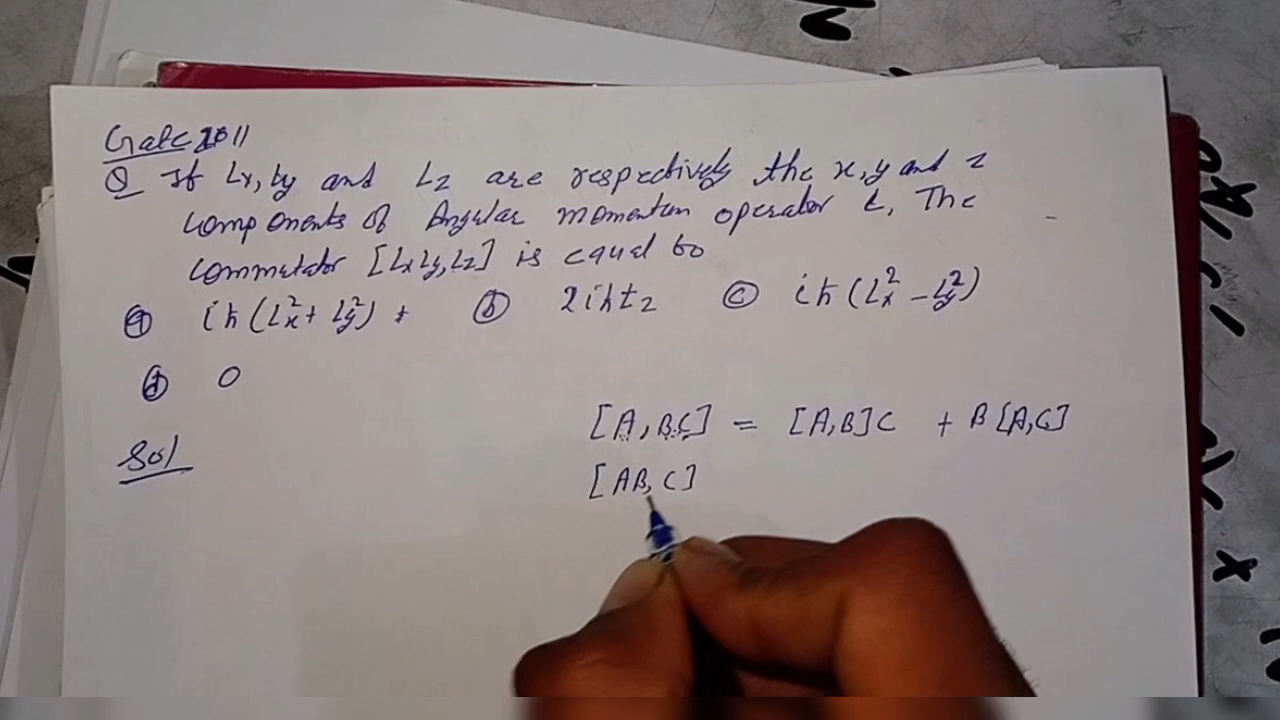 Gate 2011
Q If Lx, Ly and Lz are respectively the x, y and z
components of Angular momentum operator L, The
commutator [LxLy, Lz] is equal to
ⓐ iħ(Lx² + Ly²) ⓑ 2iħLz ⓒ iħ(Lx² - Ly²)
ⓓ 0
[A, BC] = [A,B]C + B[A,C]
Sol
[AB, C]